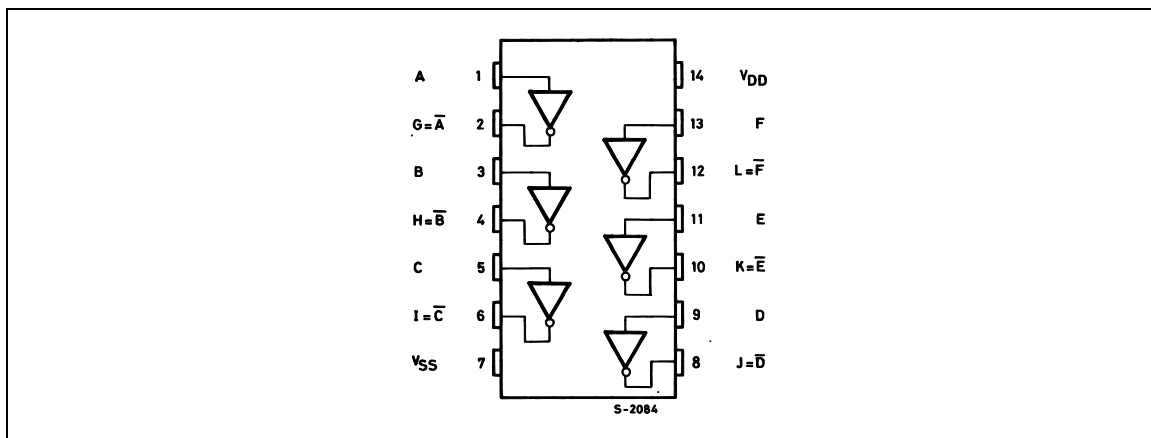 A 1 14 VDD
G=A̅ 2 13 F
B 3 12 L=F̅
H=B̅ 4 11 E
C 5 10 K=E̅
I=C̅ 6 9 D
VSS 7 8 J=D̅
S-2084